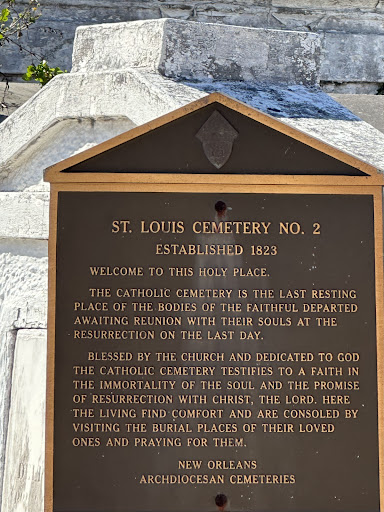 ST. LOUIS CEMETERY NO. 2
ESTABLISHED 1823
WELCOME TO THIS HOLY PLACE.
THE CATHOLIC CEMETERY IS THE LAST RESTING
PLACE OF THE BODIES OF THE FAITHFUL DEPARTED
AWAITING REUNION WITH THEIR SOULS AT THE
RESURRECTION ON THE LAST DAY.
BLESSED BY THE CHURCH AND DEDICATED TO GOD
THE CATHOLIC CEMETERY TESTIFIES TO A FAITH IN
THE IMMORTALITY OF THE SOUL AND THE PROMISE
OF RESURRECTION WITH CHRIST, THE LORD. HERE
THE LIVING FIND COMFORT AND ARE CONSOLED BY
VISITING THE BURIAL PLACES OF THEIR LOVED
ONES AND PRAYING FOR THEM.
NEW ORLEANS
ARCHDIOCESAN CEMETERIES